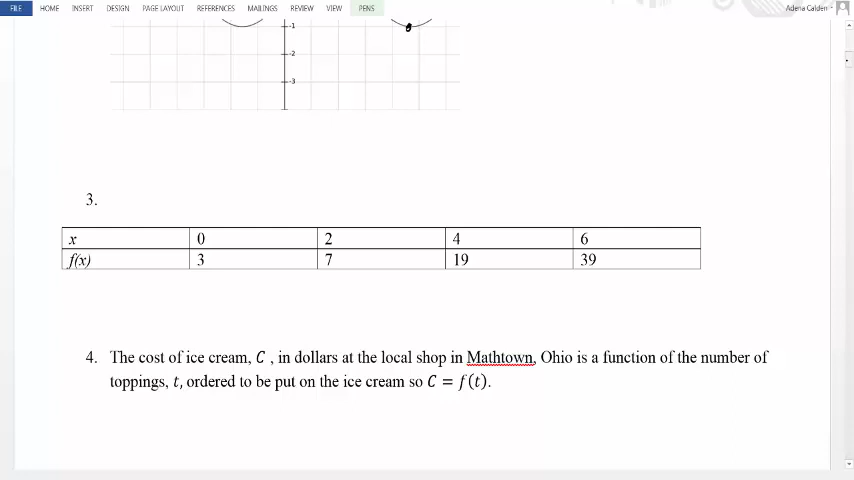 FILE HOME INSERT DESIGN PAGE LAYOUT REFERENCES MAILINGS REVIEW VIEW PENS Adena Calden
-1
-2
-3
3.
x 0 2 4 6
f(x) 3 7 19 39
4. The cost of ice cream, C , in dollars at the local shop in Mathtown, Ohio is a function of the number of
toppings, t, ordered to be put on the ice cream so C = f(t).